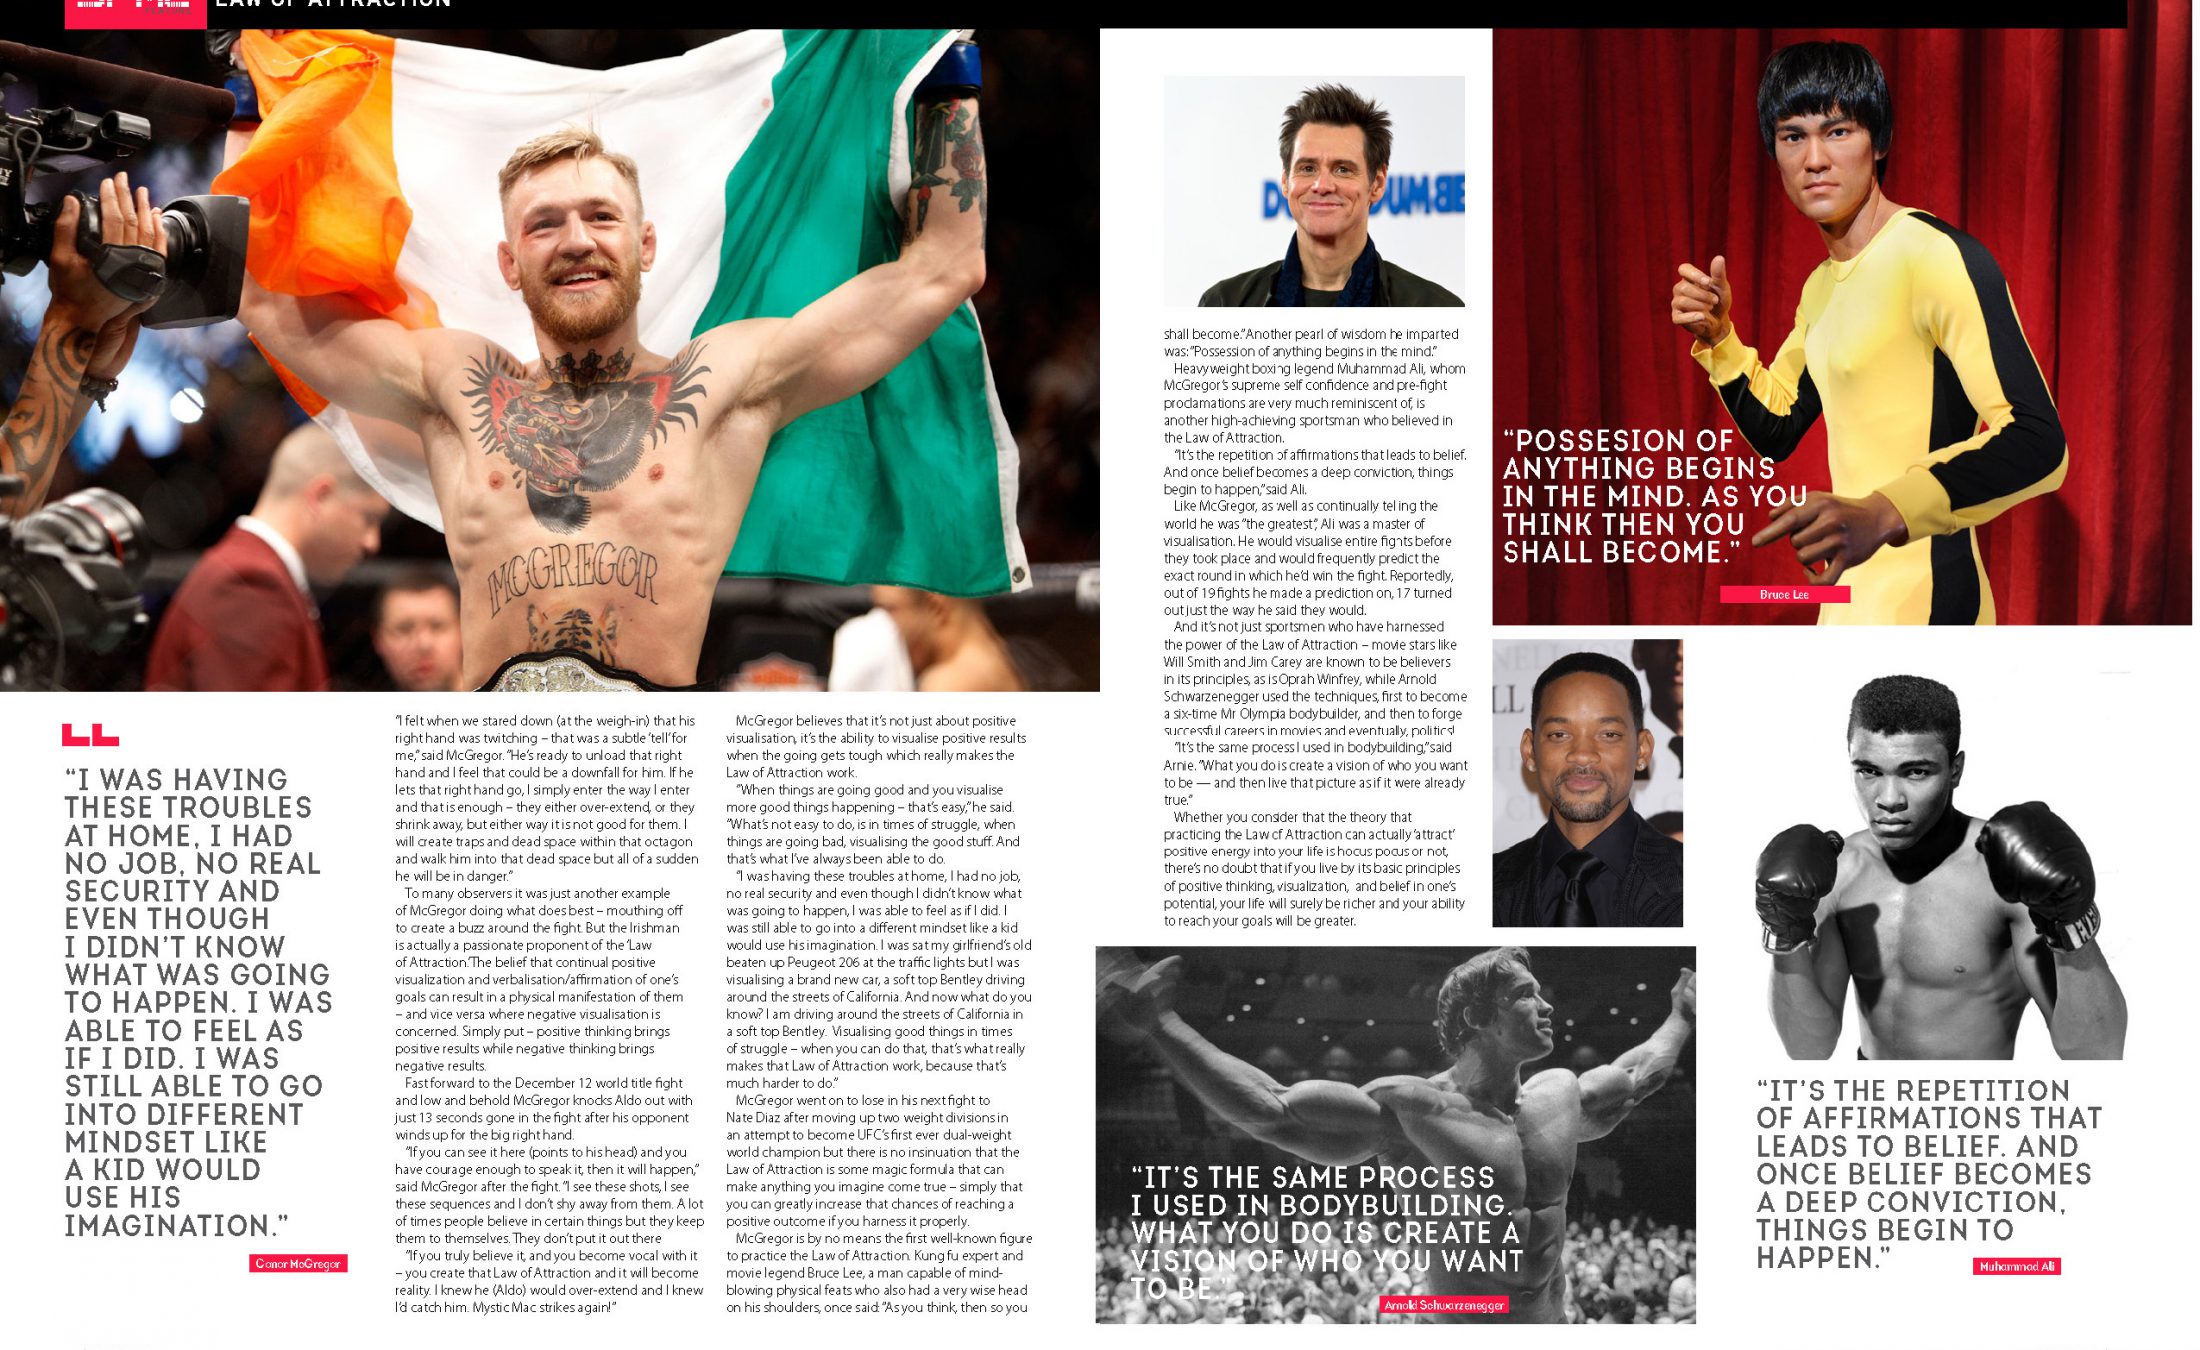 LAW OF ATTRACTION
“I WAS HAVING
THESE TROUBLES
AT HOME, I HAD
NO JOB, NO REAL
SECURITY AND
EVEN THOUGH
I DIDN’T KNOW
WHAT WAS GOING
TO HAPPEN. I WAS
ABLE TO FEEL AS
IF I DID. I WAS
STILL ABLE TO GO
INTO DIFFERENT
MINDSET LIKE
A KID WOULD
USE HIS
IMAGINATION.”
Conor McGregor
MCGREGOR
“I felt when we stared down (at the weigh-in) that his
right hand was twitching – that was a subtle ‘tell’ for
me,” said McGregor. “He’s ready to unload that right
hand and I feel that could be a downfall for him. If he
lets that right hand go, I simply enter the way I enter
and that is enough – they either over-extend, or they
shrink away, but either way it is not good for them. I
will create traps and dead space within that octagon
and walk him into that dead space but all of a sudden
he will be in danger.”
To many observers it was just another example
of McGregor doing what does best – mouthing off
to create a buzz around the fight. But the Irishman
is actually a passionate proponent of the ‘Law
of Attraction.’ The belief that continual positive
visualization and verbalisation/affirmation of one’s
goals can result in a physical manifestation of them
– and vice versa where negative visualisation is
concerned. Simply put – positive thinking brings
positive results while negative thinking brings
negative results.
Fast forward to the December 12 world title fight
and low and behold McGregor knocks Aldo out with
just 13 seconds gone in the fight after his opponent
winds up for the big right hand.
“If you can see it here (points to his head) and you
have courage enough to speak it, then it will happen,”
said McGregor after the fight. “I see these shots, I see
these sequences and I don’t shy away from them. A lot
of times people believe in certain things but they keep
them to themselves. They don’t put it out there
“If you truly believe it, and you become vocal with it
– you create that Law of Attraction and it will become
reality. I knew he (Aldo) would over-extend and I knew
I’d catch him. Mystic Mac strikes again!”
McGregor believes that it’s not just about positive
visualisation, it’s the ability to visualise positive results
when the going gets tough which really makes the
Law of Attraction work.
“When things are going good and you visualise
more good things happening – that’s easy,” he said.
“What’s not easy to do, is in times of struggle, when
things are going bad, visualising the good stuff. And
that’s what I’ve always been able to do.
“I was having these troubles at home, I had no job,
no real security and even though I didn’t know what
was going to happen, I was able to feel as if I did. I
was still able to go into a different mindset like a kid
would use his imagination. I was sat my girlfriend’s old
beaten up Peugeot 206 at the traffic lights but I was
visualising a brand new car, a soft top Bentley driving
around the streets of California. And now what do you
know? I am driving around the streets of California in
a soft top Bentley. Visualising good things in times
of struggle – when you can do that, that’s what really
makes that Law of Attraction work, because that’s
much harder to do.”
McGregor went on to lose in his next fight to
Nate Diaz after moving up two weight divisions in
an attempt to become UFC’s first ever dual-weight
world champion but there is no insinuation that the
Law of Attraction is some magic formula that can
make anything you imagine come true – simply that
you can greatly increase that chances of reaching a
positive outcome if you harness it properly.
McGregor is by no means the first well-known figure
to practice the Law of Attraction. Kung fu expert and
movie legend Bruce Lee, a man capable of mind-
blowing physical feats who also had a very wise head
on his shoulders, once said: “As you think, then so you
shall become.” Another pearl of wisdom he imparted
was: “Possession of anything begins in the mind.”
Heavyweight boxing legend Muhammad Ali, whom
McGregor’s supreme self confidence and pre-fight
proclamations are very much reminiscent of, is
another high-achieving sportsman who believed in
the Law of Attraction.
“It’s the repetition of affirmations that leads to belief.
And once belief becomes a deep conviction, things
begin to happen,” said Ali.
Like McGregor, as well as continually telling the
world he was “the greatest”, Ali was a master of
visualisation. He would visualise entire fights before
they took place and would frequently predict the
exact round in which he’d win the fight. Reportedly,
out of 19 fights he made a prediction on, 17 turned
out just the way he said they would.
And it’s not just sportsmen who have harnessed
the power of the Law of Attraction – movie stars like
Will Smith and Jim Carey are known to be believers
in its principles, as is Oprah Winfrey, while Arnold
Schwarzenegger used the techniques, first to become
a six-time Mr Olympia bodybuilder, and then to forge
successful careers in movies and eventually, politics!
“It’s the same process I used in bodybuilding,” said
Arnie. “What you do is create a vision of who you want
to be — and then live that picture as if it were already
true.”
Whether you consider that the theory that
practicing the Law of Attraction can actually ‘attract’
positive energy into your life is hocus pocus or not,
there’s no doubt that if you live by its basic principles
of positive thinking, visualization, and belief in one’s
potential, your life will surely be richer and your ability
to reach your goals will be greater.
“POSSESION OF
ANYTHING BEGINS
IN THE MIND. AS YOU
THINK THEN YOU
SHALL BECOME.”
Bruce Lee
“IT’S THE SAME PROCESS
I USED IN BODYBUILDING.
WHAT YOU DO IS CREATE A
VISION OF WHO YOU WANT
TO BE.”
Arnold Schwarzenegger
“IT’S THE REPETITION
OF AFFIRMATIONS THAT
LEADS TO BELIEF. AND
ONCE BELIEF BECOMES
A DEEP CONVICTION,
THINGS BEGIN TO
HAPPEN.”
Muhammad Ali